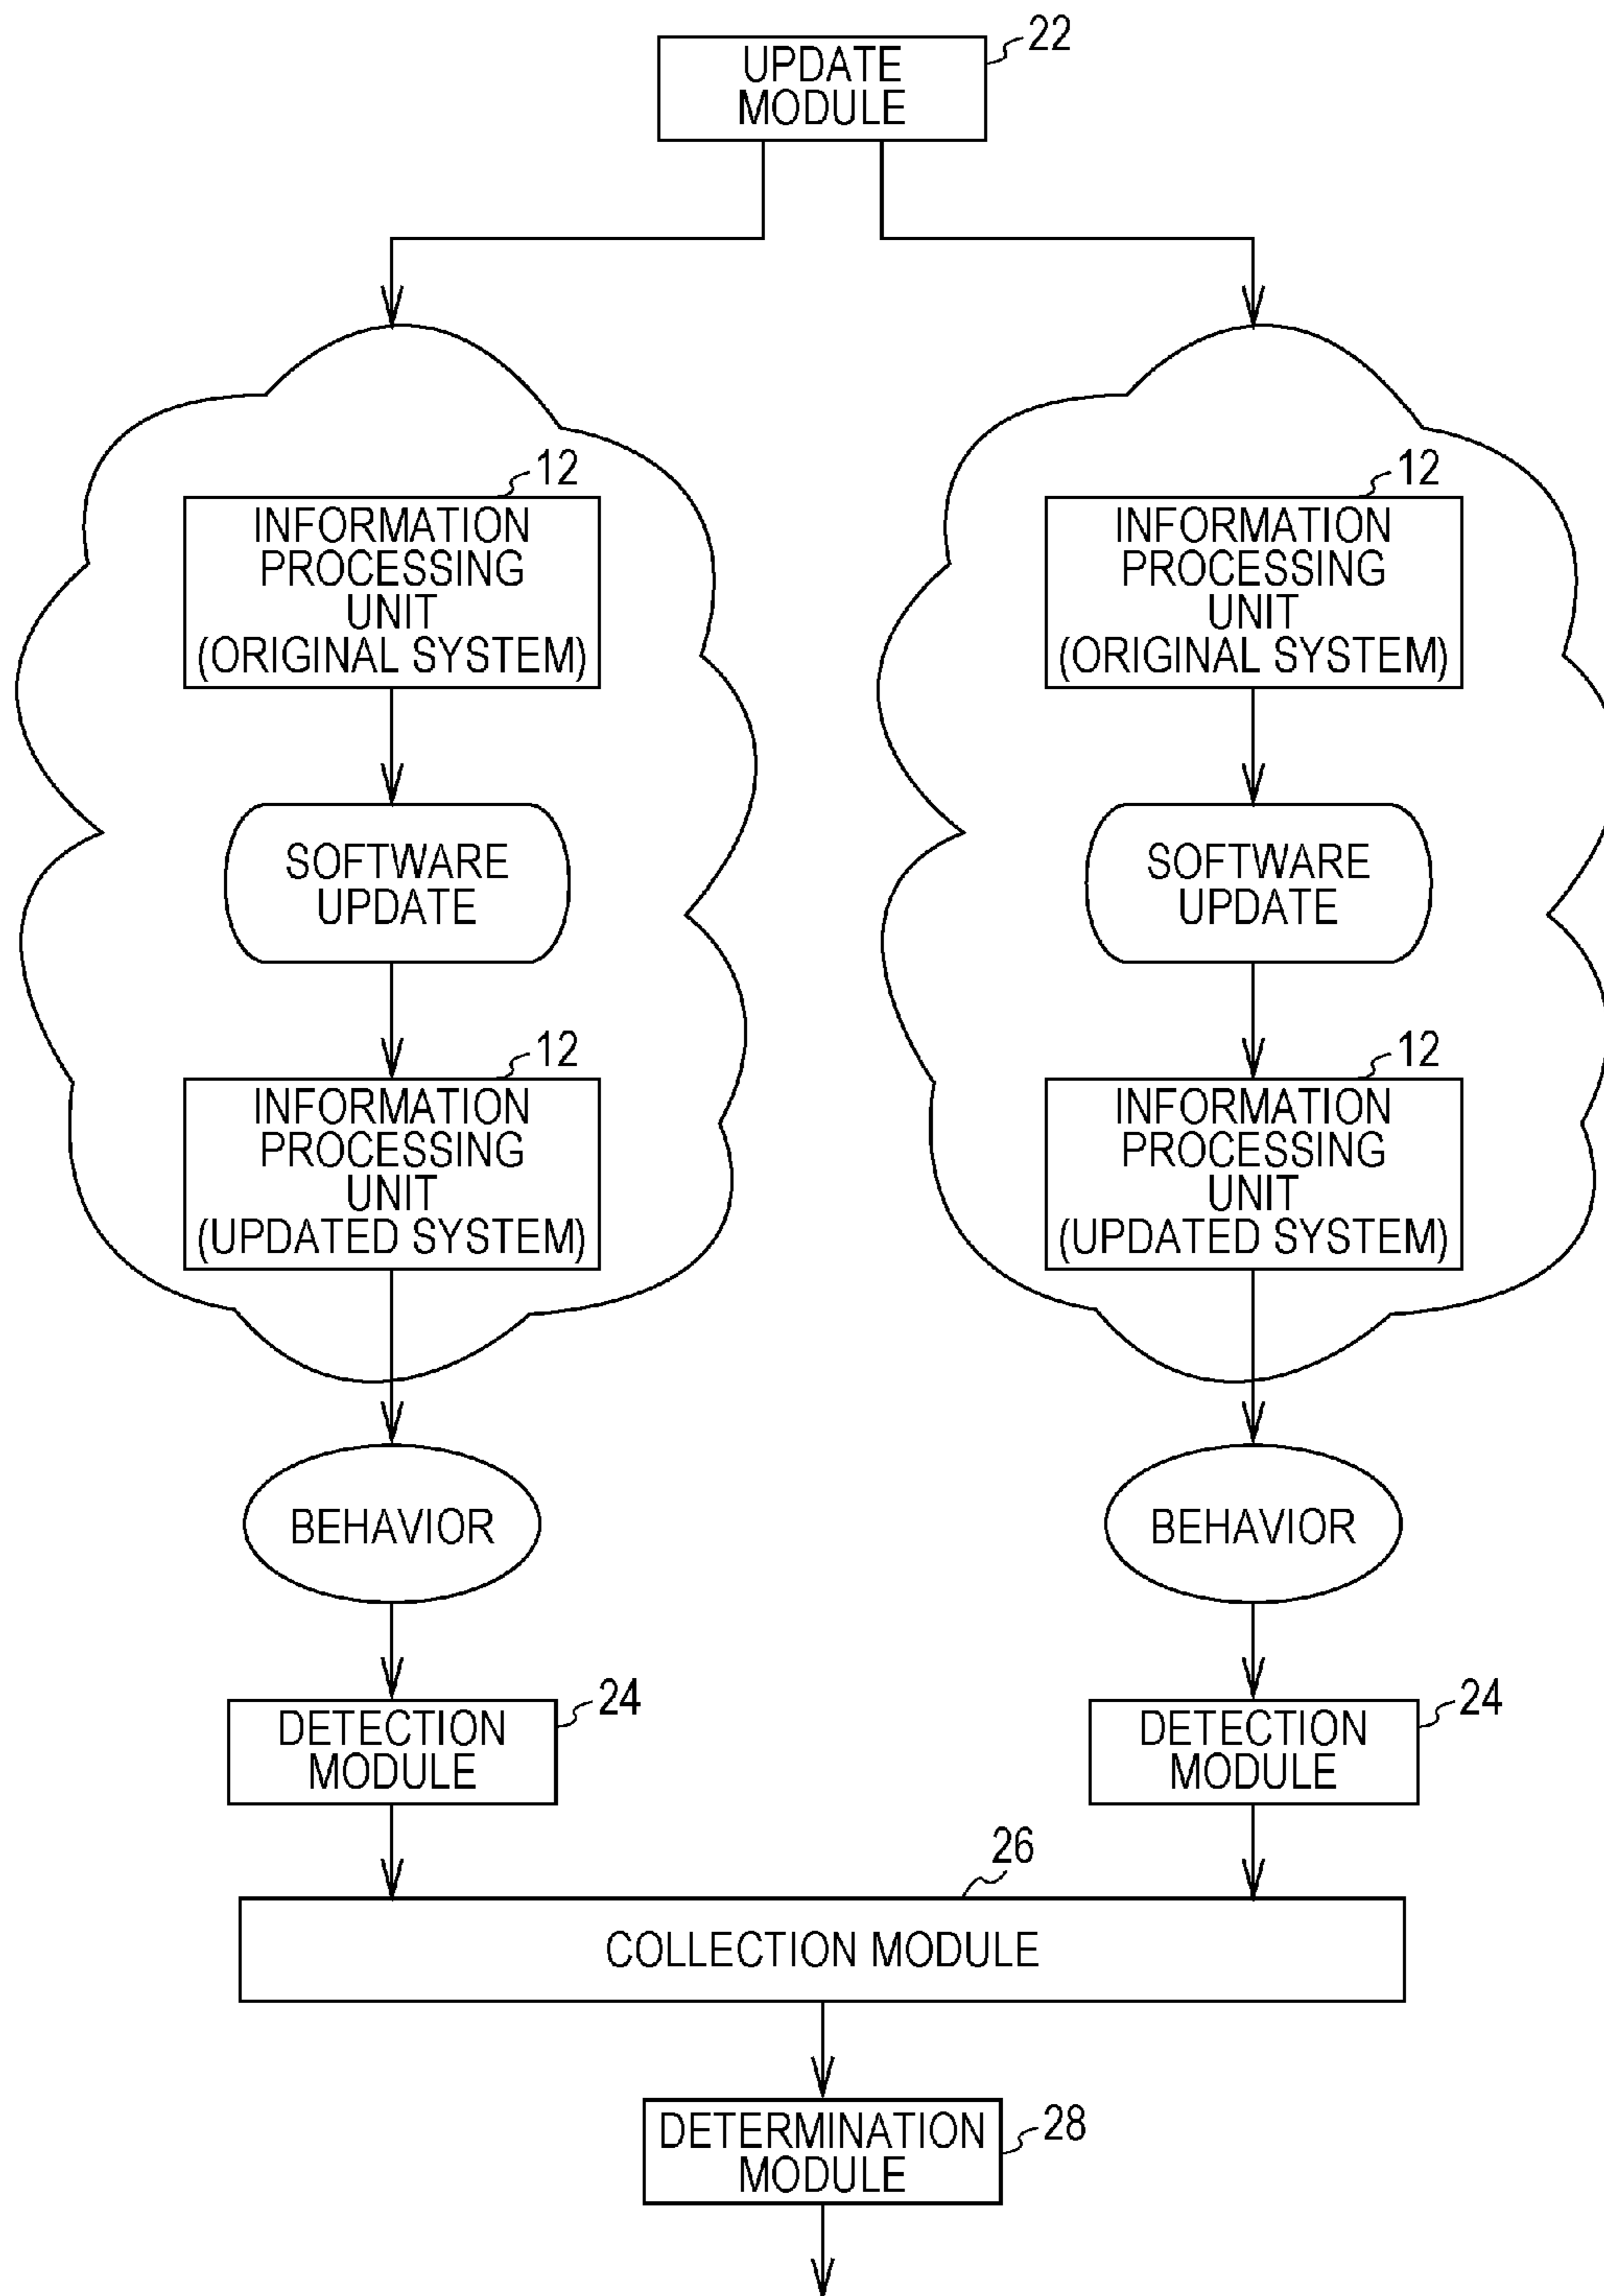 22
UPDATE
MODULE
12
INFORMATION
PROCESSING
UNIT
(ORIGINAL SYSTEM)
SOFTWARE
UPDATE
12
INFORMATION
PROCESSING
UNIT
(UPDATED SYSTEM)
BEHAVIOR
24
DETECTION
MODULE
12
INFORMATION
PROCESSING
UNIT
(ORIGINAL SYSTEM)
SOFTWARE
UPDATE
12
INFORMATION
PROCESSING
UNIT
(UPDATED SYSTEM)
BEHAVIOR
24
DETECTION
MODULE
26
COLLECTION MODULE
DETERMINATION
MODULE
28